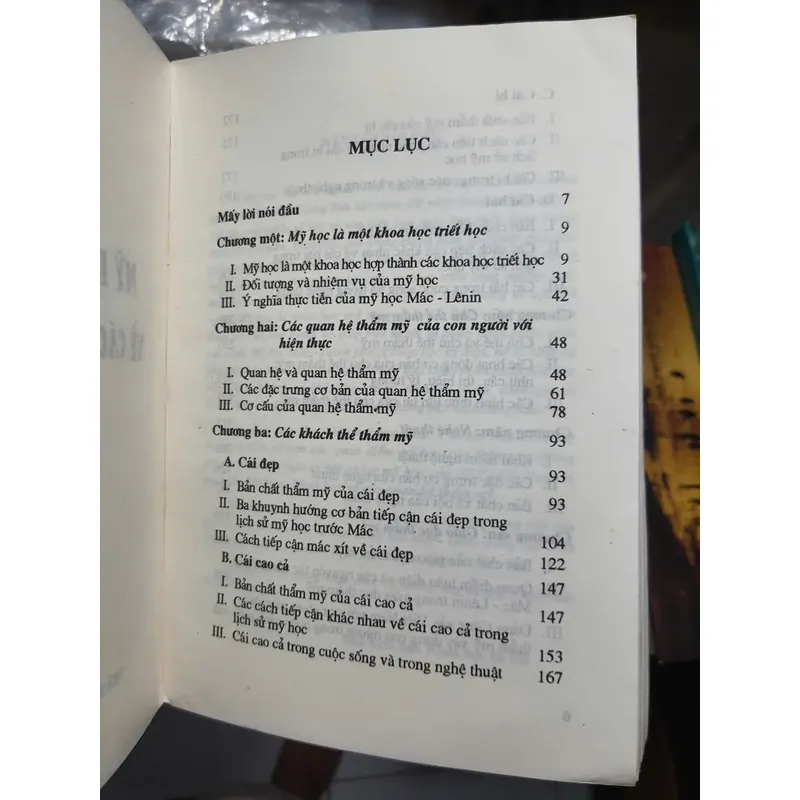 MỤC LỤC
Mấy lời nói đầu 7
Chương một: Mỹ học là một khoa học triết học 9
I. Mỹ học là một khoa học hợp thành các khoa học triết học 9
II. Đối tượng và nhiệm vụ của mỹ học 31
III. Ý nghĩa thực tiễn của mỹ học Mác - Lênin 42
Chương hai: Các quan hệ thẩm mỹ của con người với
hiện thực 48
I. Quan hệ và quan hệ thẩm mỹ 48
II. Các đặc trưng cơ bản của quan hệ thẩm mỹ 61
III. Cơ cấu của quan hệ thẩm mỹ 78
Chương ba: Các khách thể thẩm mỹ 93
A. Cái đẹp 93
I. Bản chất thẩm mỹ của cái đẹp 93
II. Ba khuynh hướng cơ bản tiếp cận cái đẹp trong
lịch sử mỹ học trước Mác 104
III. Cách tiếp cận mác xít về cái đẹp 122
B. Cái cao cả 147
I. Bản chất thẩm mỹ của cái cao cả 147
II. Các cách tiếp cận khác nhau về cái cao cả trong
lịch sử mỹ học 153
III. Cái cao cả trong cuộc sống và trong nghệ thuật 167